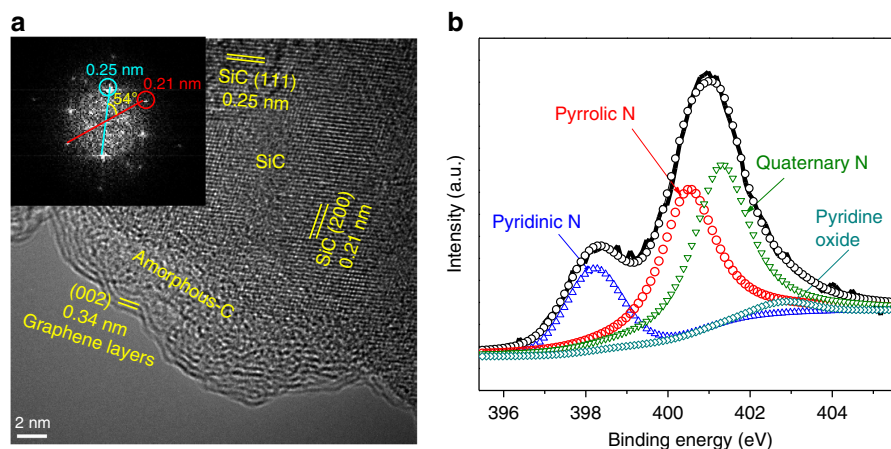 a
0.25 nm
0.21 nm
54°
SiC (111)
0.25 nm
SiC
SiC (200)
0.21 nm
Amorphous-C
(002)
0.34 nm
Graphene layers
2 nm
b
Pyrrolic N
Quaternary N
Pyridinic N
Pyridine
oxide
Intensity (a.u.)
396 398 400 402 404
Binding energy (eV)